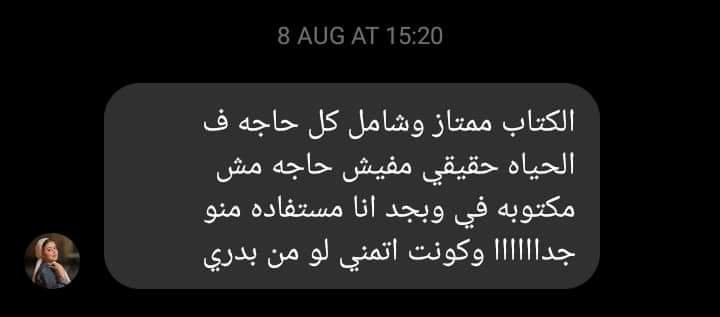 8 AUG AT 15:20
الكتاب ممتاز وشامل كل حاجه ف
الحياه حقيقي مفيش حاجه مش
مكتوبه في وبجد انا مستفاده منو
جداااااا وكونت اتمني لو من بدري